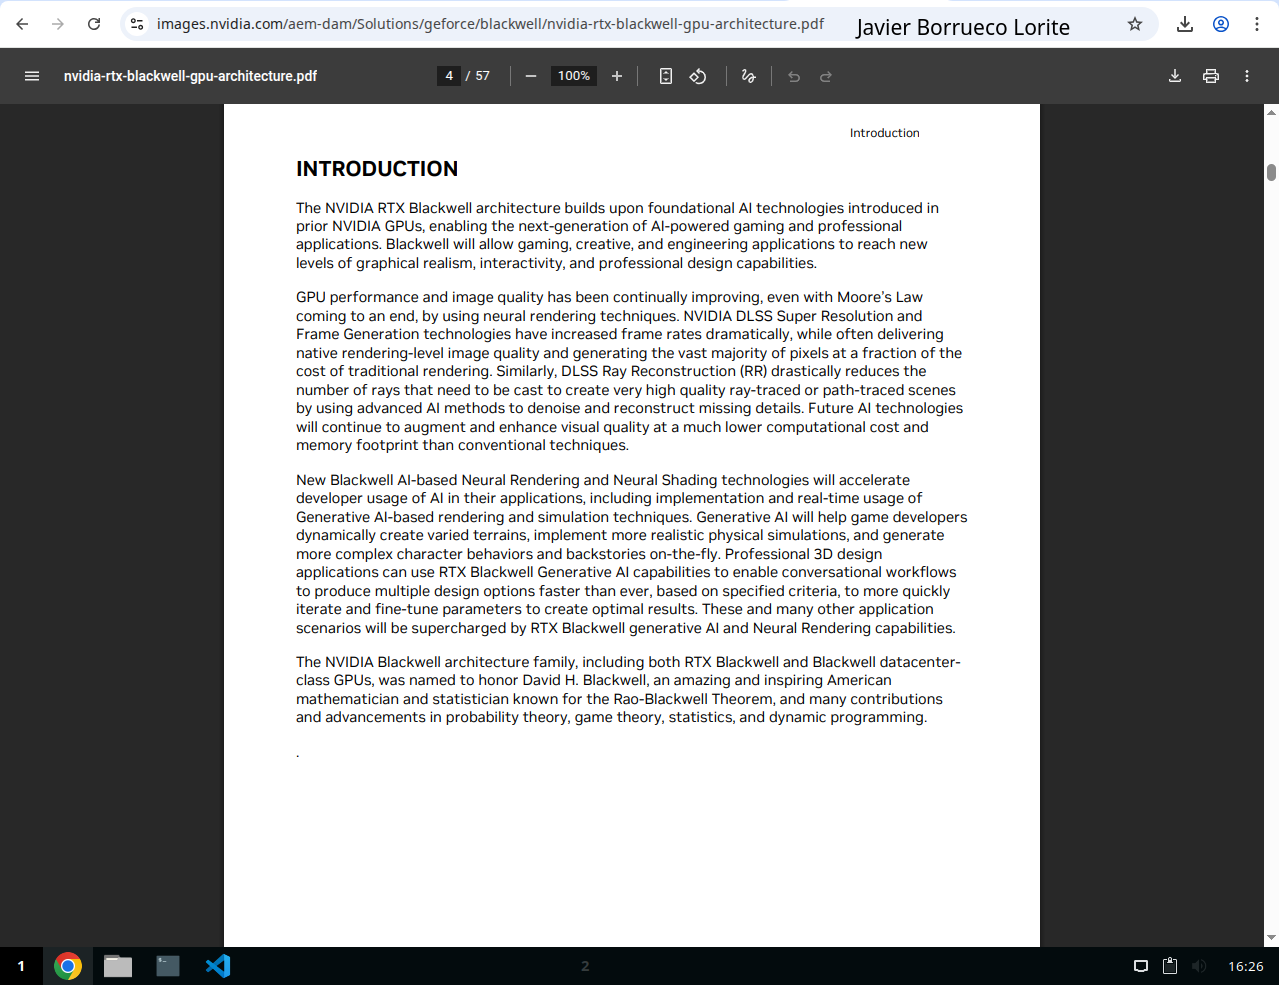 images.nvidia.com/aem-dam/Solutions/geforce/blackwell/nvidia-rtx-blackwell-gpu-architecture.pdf
Javier Borrueco Lorite
nvidia-rtx-blackwell-gpu-architecture.pdf
4 / 57
100%
Introduction
INTRODUCTION
The NVIDIA RTX Blackwell architecture builds upon foundational AI technologies introduced in
prior NVIDIA GPUs, enabling the next-generation of AI-powered gaming and professional
applications. Blackwell will allow gaming, creative, and engineering applications to reach new
levels of graphical realism, interactivity, and professional design capabilities.
GPU performance and image quality has been continually improving, even with Moore's Law
coming to an end, by using neural rendering techniques. NVIDIA DLSS Super Resolution and
Frame Generation technologies have increased frame rates dramatically, while often delivering
native rendering-level image quality and generating the vast majority of pixels at a fraction of the
cost of traditional rendering. Similarly, DLSS Ray Reconstruction (RR) drastically reduces the
number of rays that need to be cast to create very high quality ray-traced or path-traced scenes
by using advanced AI methods to denoise and reconstruct missing details. Future AI technologies
will continue to augment and enhance visual quality at a much lower computational cost and
memory footprint than conventional techniques.
New Blackwell AI-based Neural Rendering and Neural Shading technologies will accelerate
developer usage of AI in their applications, including implementation and real-time usage of
Generative AI-based rendering and simulation techniques. Generative AI will help game developers
dynamically create varied terrains, implement more realistic physical simulations, and generate
more complex character behaviors and backstories on-the-fly. Professional 3D design
applications can use RTX Blackwell Generative AI capabilities to enable conversational workflows
to produce multiple design options faster than ever, based on specified criteria, to more quickly
iterate and fine-tune parameters to create optimal results. These and many other application
scenarios will be supercharged by RTX Blackwell generative AI and Neural Rendering capabilities.
The NVIDIA Blackwell architecture family, including both RTX Blackwell and Blackwell datacenter-
class GPUs, was named to honor David H. Blackwell, an amazing and inspiring American
mathematician and statistician known for the Rao-Blackwell Theorem, and many contributions
and advancements in probability theory, game theory, statistics, and dynamic programming.
.
1
2
16:26